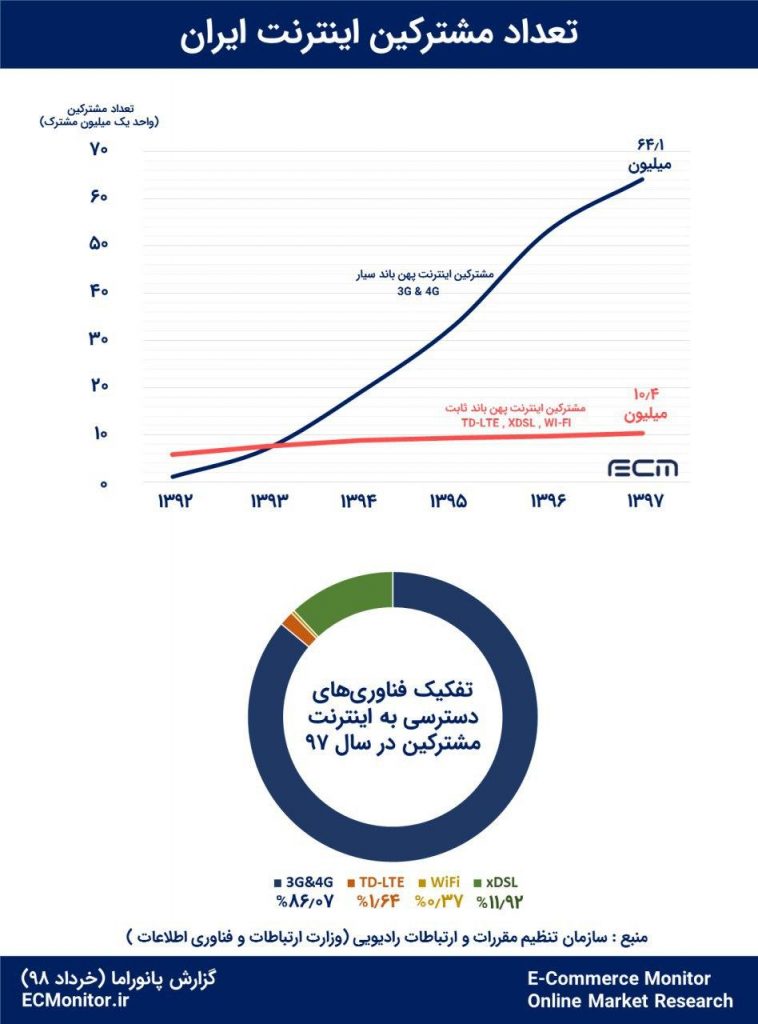 تعداد مشترکین اینترنت ایران
تعداد مشترکین
(واحد یک میلیون مشترک)
۷۰
۶۰
۵۰
۴۰
۳۰
۲۰
۱۰
۰
۶۴٫۱
میلیون
مشترکین اینترنت پهن باند سیار
3G & 4G
۱۰٫۴
میلیون
مشترکین اینترنت پهن باند ثابت
TD-LTE , XDSL , WI-FI
ECM
۱۳۹۲ ۱۳۹۳ ۱۳۹۴ ۱۳۹۵ ۱۳۹۶ ۱۳۹۷
تفکیک فناوری‌های
دسترسی به اینترنت
مشترکین در سال ۹۷
3G&4G TD-LTE WiFi xDSL
%۸۶٫۰۷ %۱٫۶۴ %۰٫۳۷ %۱۱٫۹۲
منبع : سازمان تنظیم مقررات و ارتباطات رادیویی (وزارت ارتباطات و فناوری اطلاعات )
گزارش پانوراما (خرداد ۹۸)
ECMonitor.ir
E-Commerce Monitor
Online Market Research